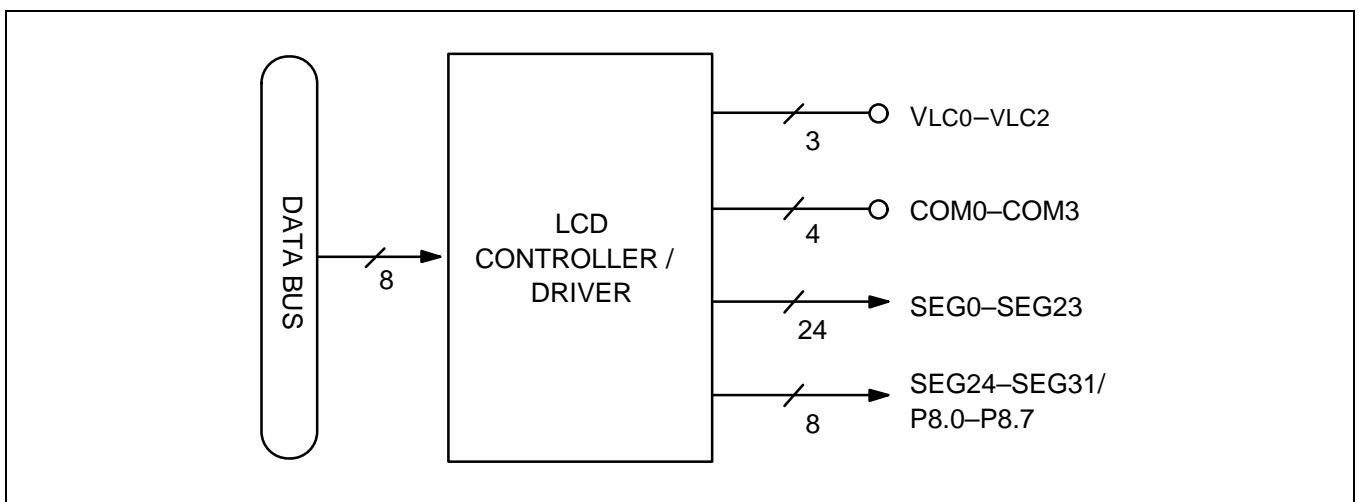 DATA BUS
8
LCD
CONTROLLER /
DRIVER
3
VLC0–VLC2
4
COM0–COM3
24
SEG0–SEG23
8
SEG24–SEG31/
P8.0–P8.7